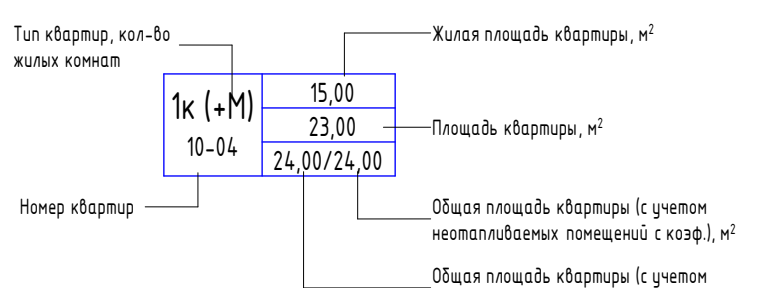 Тип квартир, кол-во
жилых комнат
Жилая площадь квартиры, м²
1к (+М)
10-04
15,00
23,00
24,00/24,00
Площадь квартиры, м²
Номер квартир
Общая площадь квартиры (с учетом
неотапливаемых помещений с коэф.), м²
Общая площадь квартиры (с учетом